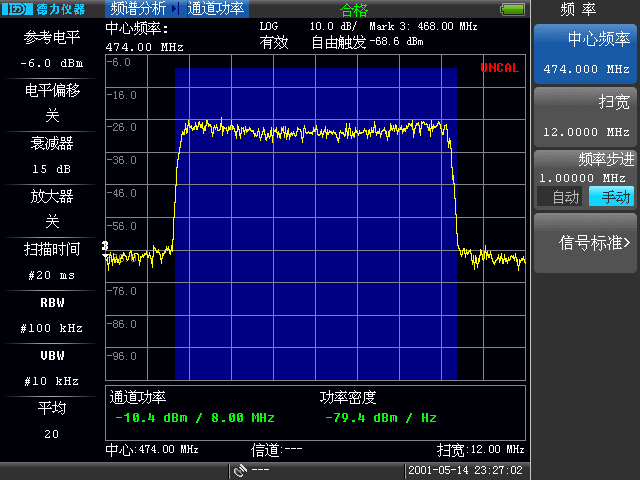 德力仪器 频谱分析 通道功率 合格 频 率
参考电平
-6.0 dBm
电平偏移
关
衰减器
15 dB
放大器
关
扫描时间
#20 ms
RBW
#100 kHz
VBW
#10 kHz
平均
20
中心频率:
474.00 MHz
LOG 10.0 dB/ Mark 3: 468.00 MHz
有效 自由触发 -68.6 dBm
-6.0
UNCAL
-16.0
-26.0
-36.0
-46.0
-56.0
3
-76.0
-86.0
-96.0
通道功率 功率密度
-10.4 dBm / 8.00 MHz -79.4 dBm / Hz
中心:474.00 MHz 信道:--- 扫宽:12.00 MHz
--- 2001-05-14 23:27:02
中心频率
474.000 MHz
扫宽
12.0000 MHz
频率步进
1.00000 MHz
自动 手动
信号标准>